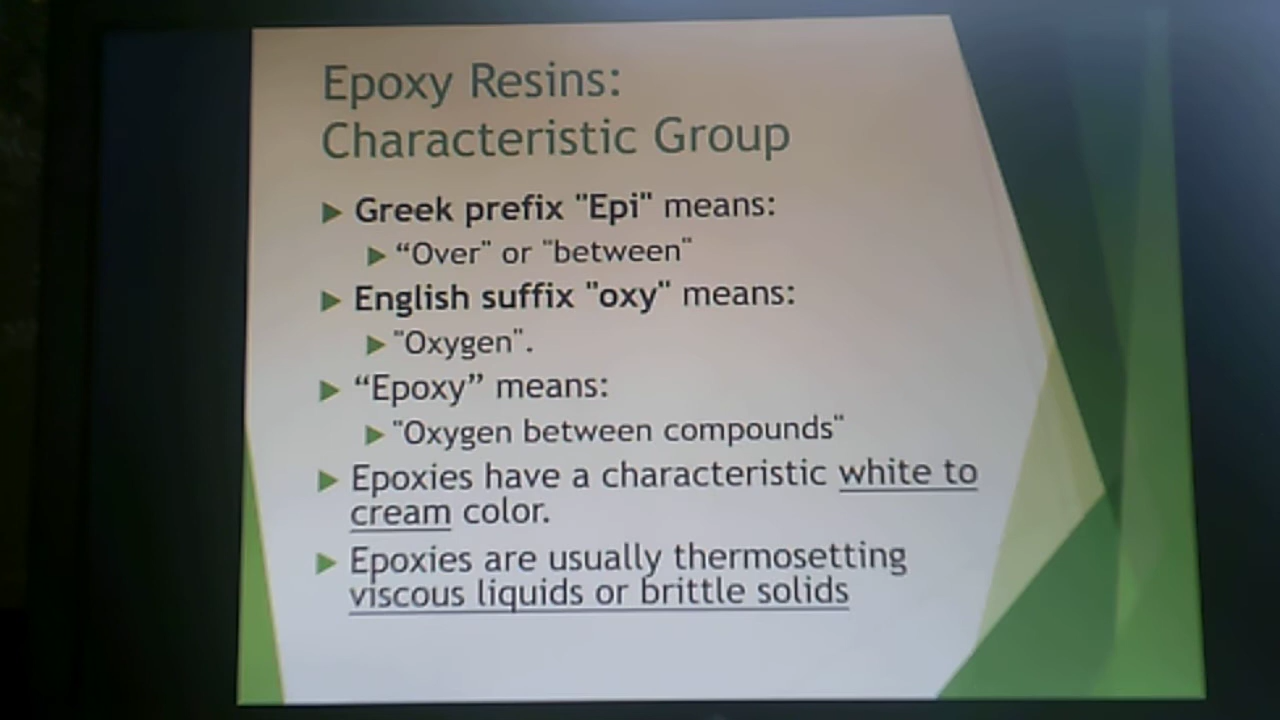 Epoxy Resins:
Characteristic Group
Greek prefix "Epi" means:
“Over" or "between"
English suffix "oxy" means:
"Oxygen".
“Epoxy” means:
"Oxygen between compounds"
Epoxies have a characteristic white to
cream color.
Epoxies are usually thermosetting
viscous liquids or brittle solids